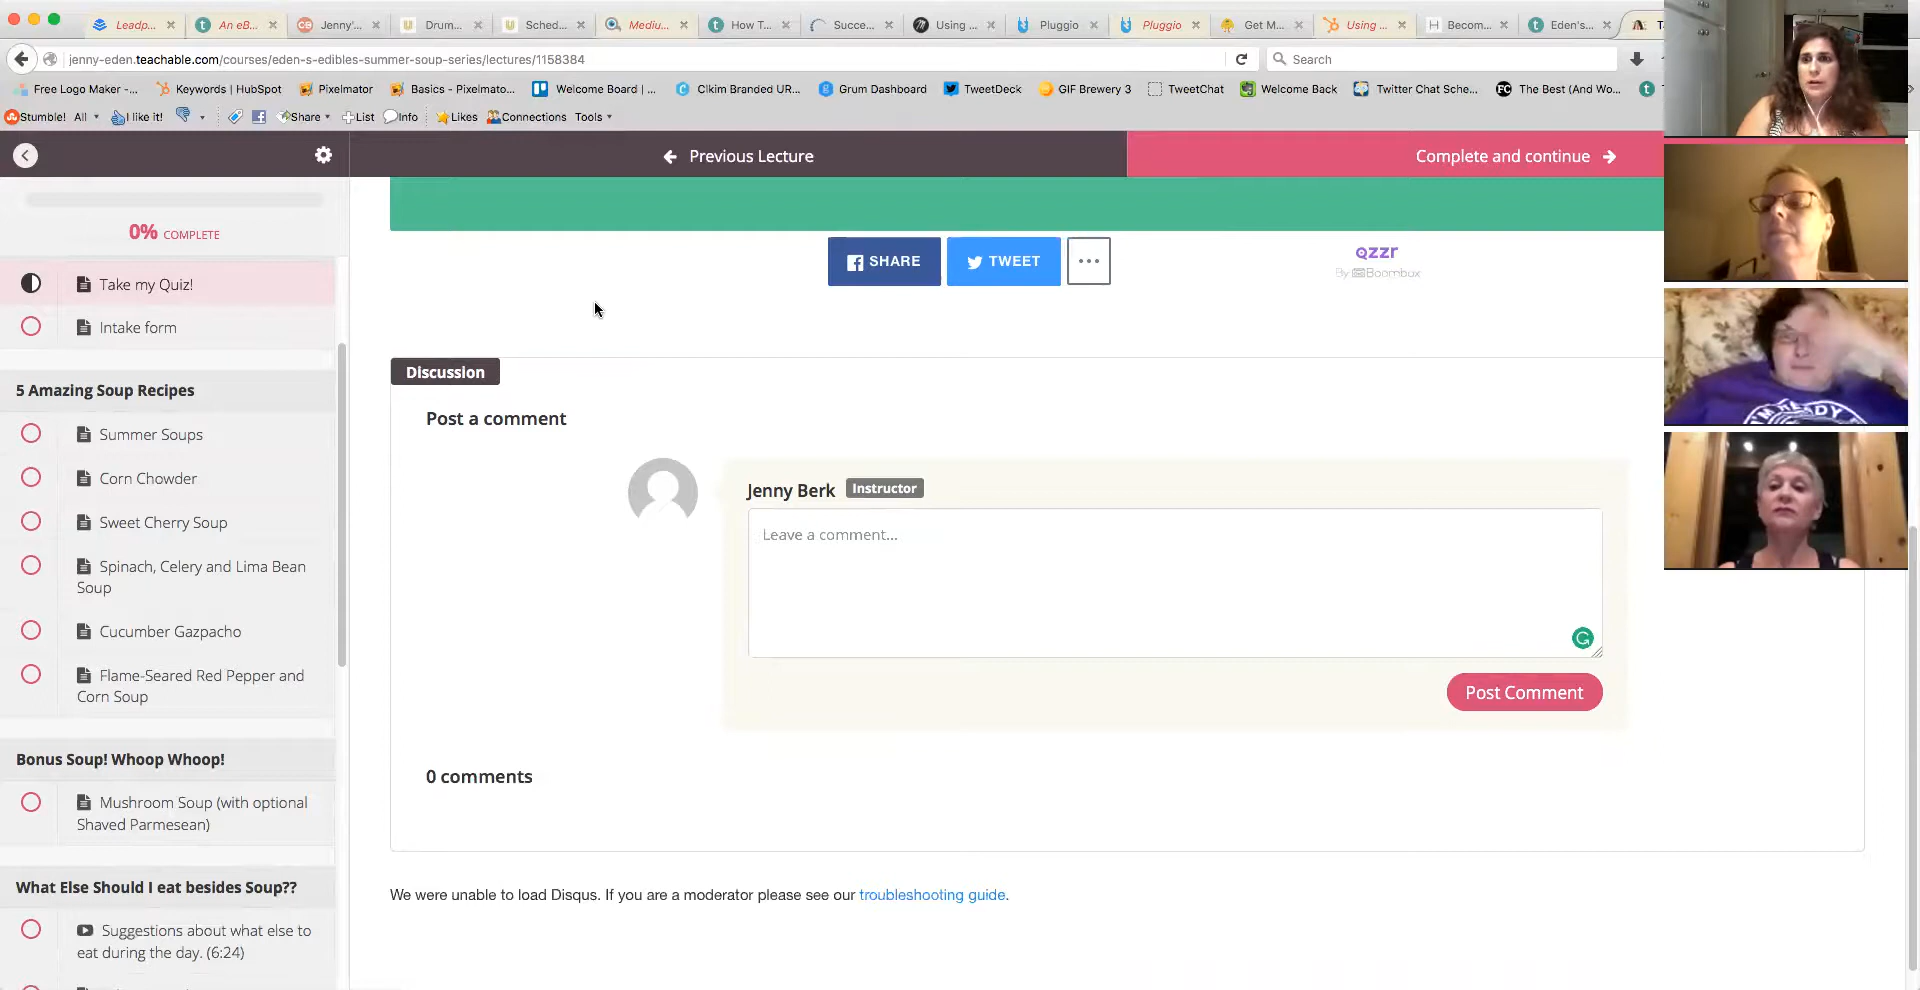 Leadp...
An eB...
Jenny'...
Drum...
Sched...
Mediu...
How T...
Succe...
Using ...
Pluggio
Pluggio
Get M...
Using ...
Becom...
Eden's...
jenny-eden.teachable.com/courses/eden-s-edibles-summer-soup-series/lectures/1158384
Search
Free Logo Maker -...
Keywords | HubSpot
Pixelmator
Basics - Pixelmato...
Welcome Board | ...
Clkim Branded UR...
Grum Dashboard
TweetDeck
GIF Brewery 3
TweetChat
Welcome Back
Twitter Chat Sche...
The Best (And Wo...
Stumble!
All
I like it!
Share
List
Info
Likes
Connections
Tools
Previous Lecture
Complete and continue
0% COMPLETE
Take my Quiz!
Intake form
5 Amazing Soup Recipes
Summer Soups
Corn Chowder
Sweet Cherry Soup
Spinach, Celery and Lima Bean
Soup
Cucumber Gazpacho
Flame-Seared Red Pepper and
Corn Soup
Bonus Soup! Whoop Whoop!
Mushroom Soup (with optional
Shaved Parmesean)
What Else Should I eat besides Soup??
Suggestions about what else to
eat during the day. (6:24)
SHARE
TWEET
qzzr
By Boombox
Discussion
Post a comment
Jenny Berk
Instructor
Leave a comment...
Post Comment
0 comments
We were unable to load Disqus. If you are a moderator please see our troubleshooting guide.